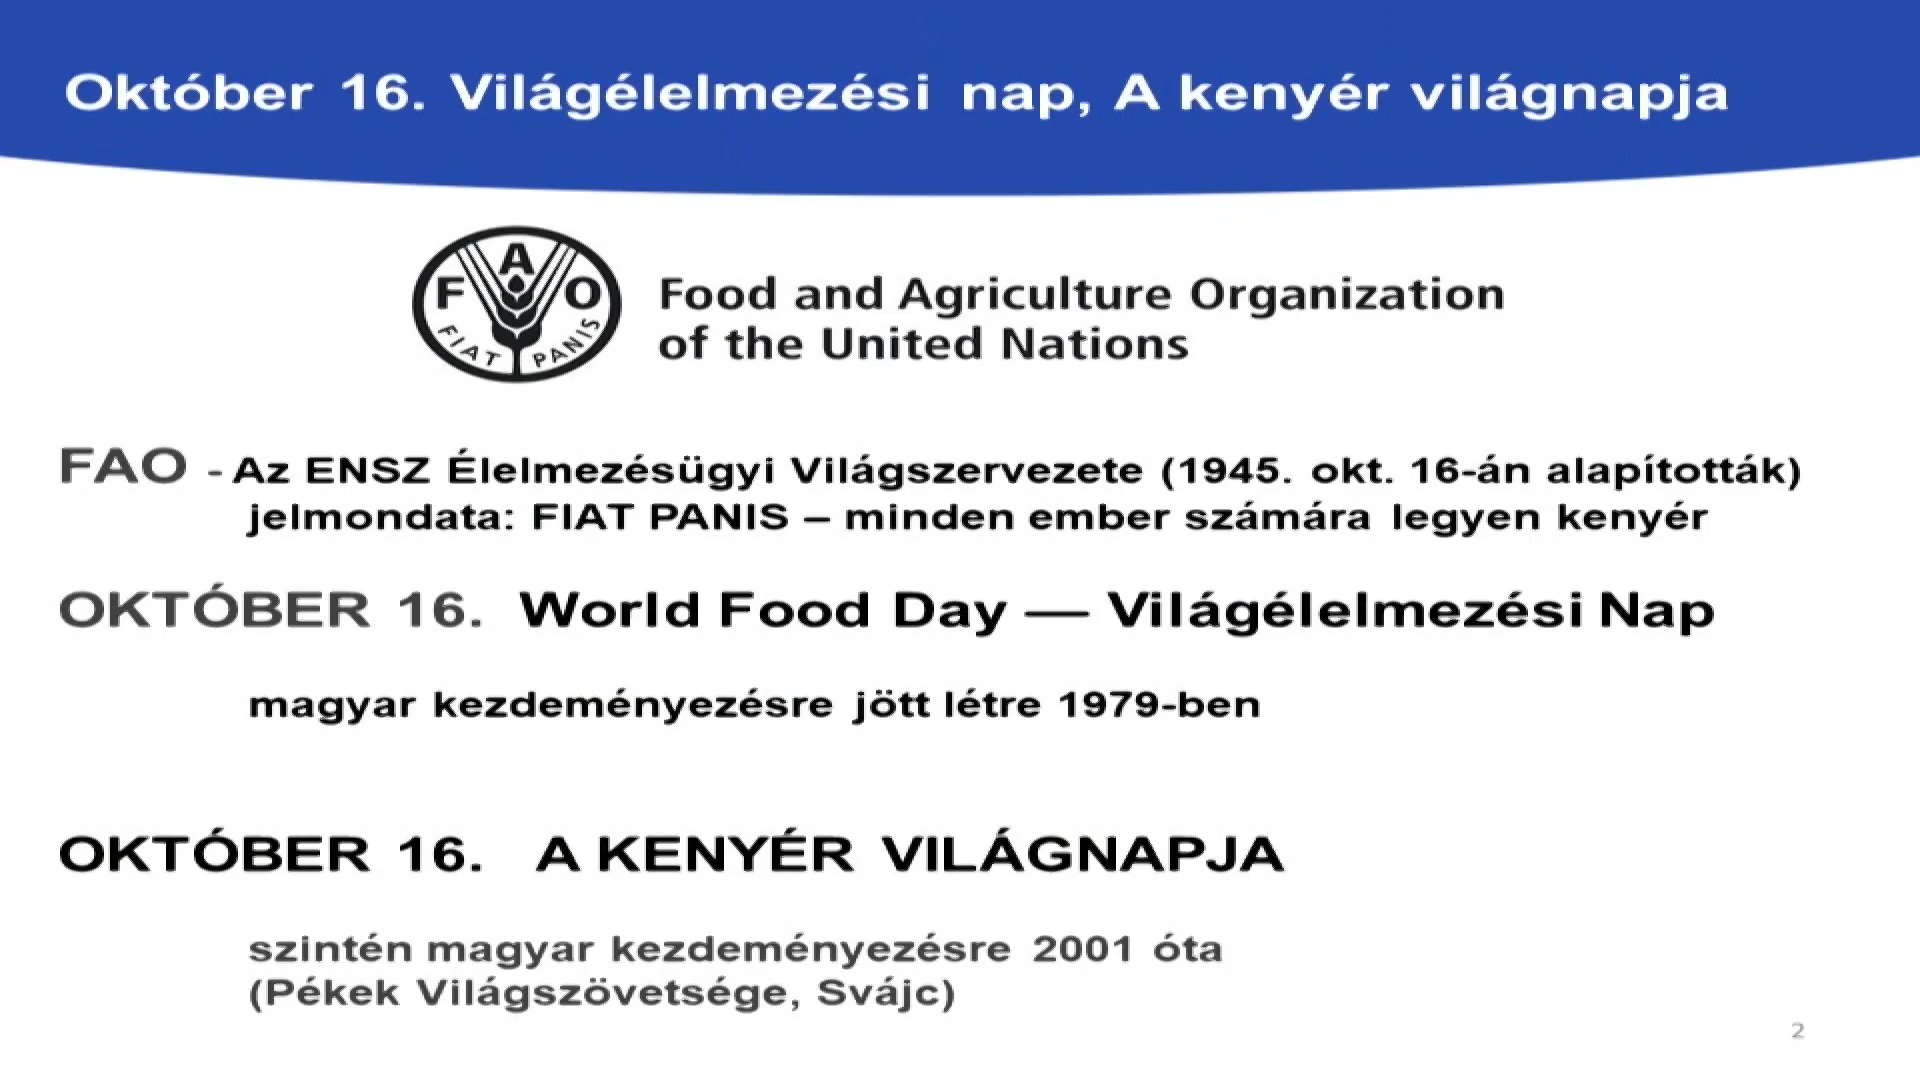 Október 16. Világélelmezési nap, A kenyér világnapja
F A O
FIAT PANIS
Food and Agriculture Organization
of the United Nations
FAO - Az ENSZ Élelmezésügyi Világszervezete (1945. okt. 16-án alapították)
jelmondata: FIAT PANIS – minden ember számára legyen kenyér
OKTÓBER 16. World Food Day — Világélelmezési Nap
magyar kezdeményezésre jött létre 1979-ben
OKTÓBER 16. A KENYÉR VILÁGNAPJA
szintén magyar kezdeményezésre 2001 óta
(Pékek Világszövetsége, Svájc)
2